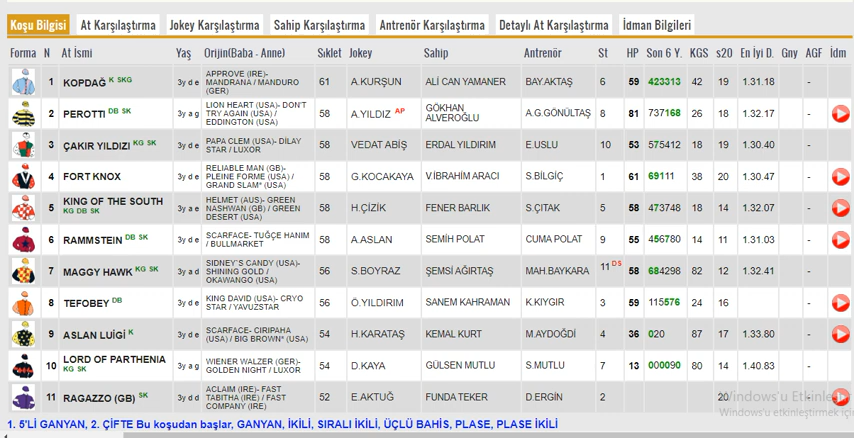 Koşu Bilgisi At Karşılaştırma Jokey Karşılaştırma Sahip Karşılaştırma Antrenör Karşılaştırma Detaylı At Karşılaştırma İdman Bilgileri
Forma N At İsmi Yaş Orijin(Baba - Anne) Sıklet Jokey Sahip Antrenör St HP Son 6 Y. KGS s20 En İyi D. Gny AGF İdm
1 KOPDAĞ K SKG 3y d e APPROVE (IRE)- MANDRANA / MANDURO (GER) 61 A.KURŞUN ALİ CAN YAMANER BAY.AKTAŞ 6 59 423313 42 19 1.31.18 -
2 PEROTTI DB SK 3y a g LION HEART (USA)- DON'T TRY AGAIN (USA) / EDDINGTON (USA) 58 A.YILDIZ AP GÖKHAN ALVEROĞLU A.G.GÖNÜLTAŞ 8 81 737168 26 18 1.32.17 -
3 ÇAKIR YILDIZI KG SK 3y d e PAPA CLEM (USA)- DİLAY STAR / LUXOR 58 VEDAT ABİŞ ERDAL YILDIRIM E.USLU 10 53 575412 18 19 1.30.40 -
4 FORT KNOX 3y d e RELIABLE MAN (GB)- PLEINE FORME (USA) / GRAND SLAM* (USA) 58 G.KOCAKAYA V.İBRAHİM ARACI S.BİLGİÇ 1 61 69111 38 20 1.30.47 -
5 KING OF THE SOUTH KG DB SK 3y a e HELMET (AUS)- GREEN NASHWAN (GB) / GREEN DESERT (USA) 58 H.ÇİZİK FENER BARLIK S.ÇITAK 5 58 473748 18 14 1.32.07 -
6 RAMMSTEIN DB SK 3y d e SCARFACE- TUĞÇE HANIM / BULLMARKET 58 A.ASLAN SEMİH POLAT CUMA POLAT 9 55 456780 14 11 1.31.03 -
7 MAGGY HAWK KG SK 3y a d SIDNEY`S CANDY (USA)- SHINING GOLD / OKAWANGO (USA) 56 S.BOYRAZ ŞEMSİ AĞIRTAŞ MAH.BAYKARA 11 DS 58 684298 82 12 1.32.41 -
8 TEFOBEY DB 3y d e KING DAVID (USA)- CRYO STAR / YAVUZSTAR 56 Ö.YILDIRIM SANEM KAHRAMAN K.KIYGIR 3 59 115576 24 16 -
9 ASLAN LUİGİ K 3y d e SCARFACE- CIRIPAHA (USA) / BIG BROWN* (USA) 54 H.KARATAŞ KEMAL KURT M.AYDOĞDİ 4 36 020 87 17 1.33.80 -
10 LORD OF PARTHENIA KG SK 3y a g WIENER WALZER (GER)- GOLDEN NIGHT / LUXOR 54 D.KAYA GÜLSEN MUTLU S.MUTLU 7 13 000090 80 14 1.40.83 -
11 RAGAZZO (GB) SK 3y d d ACLAIM (IRE)- FAST TABITHA (IRE) / FAST COMPANY (IRE) 52 E.AKTUĞ FUNDA TEKER D.ERGİN 2 20 -
Windows'u Etkinle
Windows'u etkinleştirmek için
1. 5'Lİ GANYAN, 2. ÇİFTE Bu koşudan başlar, GANYAN, İKİLİ, SIRALI İKİLİ, ÜÇLÜ BAHİS, PLASE, PLASE İKİLİ